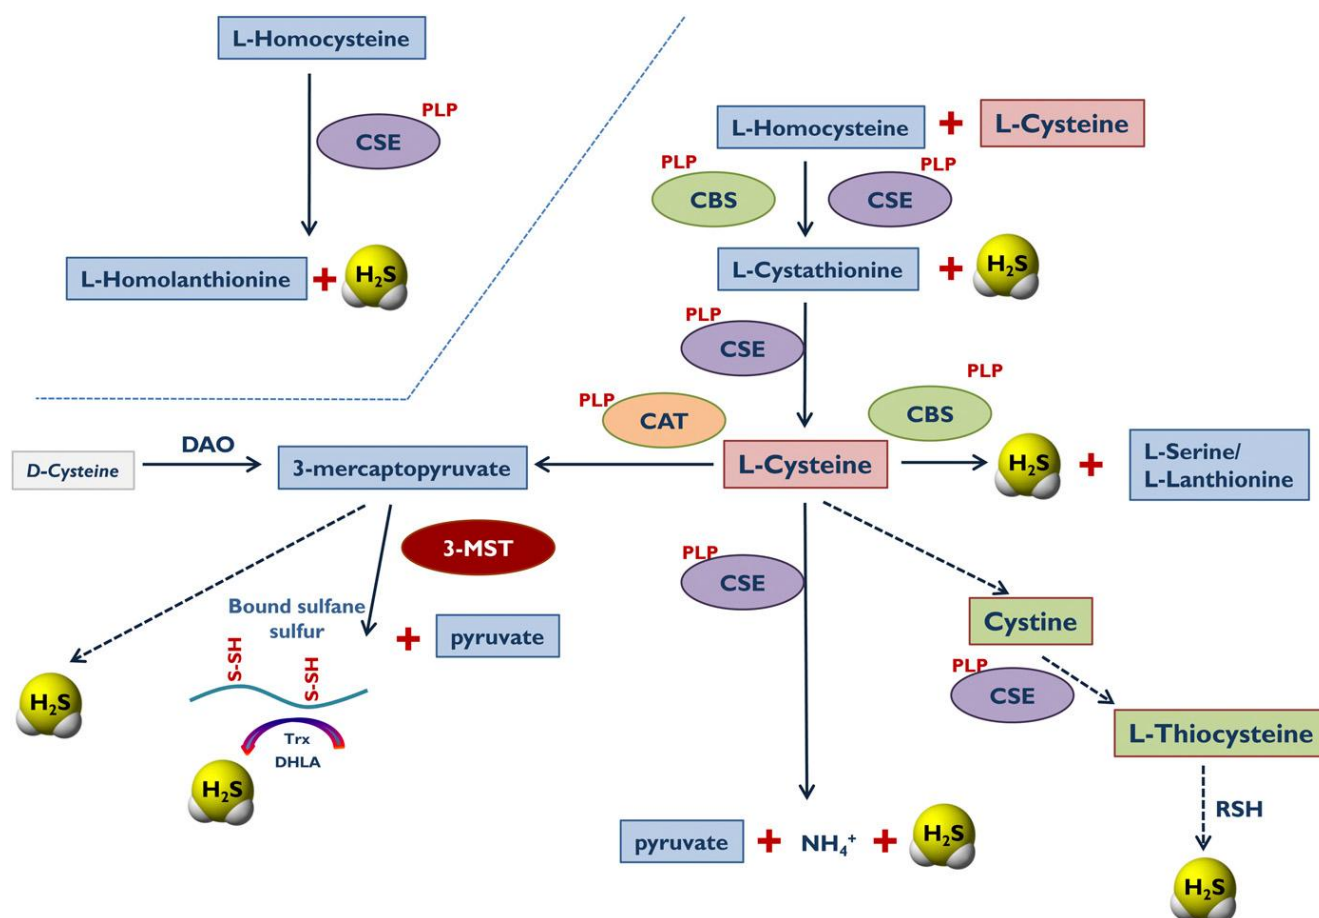 L-Homocysteine
PLP
CSE
L-Homolanthionine
+
H₂S
L-Homocysteine
+
L-Cysteine
PLP
CBS
PLP
CSE
L-Cystathionine
+
H₂S
PLP
CSE
PLP
CAT
PLP
CBS
D-Cysteine
DAO
3-mercaptopyruvate
L-Cysteine
H₂S
+
L-Serine/
L-Lanthionine
3-MST
PLP
CSE
Bound sulfane
sulfur
S-SH
S-SH
+
pyruvate
Cystine
PLP
CSE
H₂S
Trx
DHLA
H₂S
L-Thiocysteine
RSH
pyruvate
+
NH₄⁺
+
H₂S
H₂S